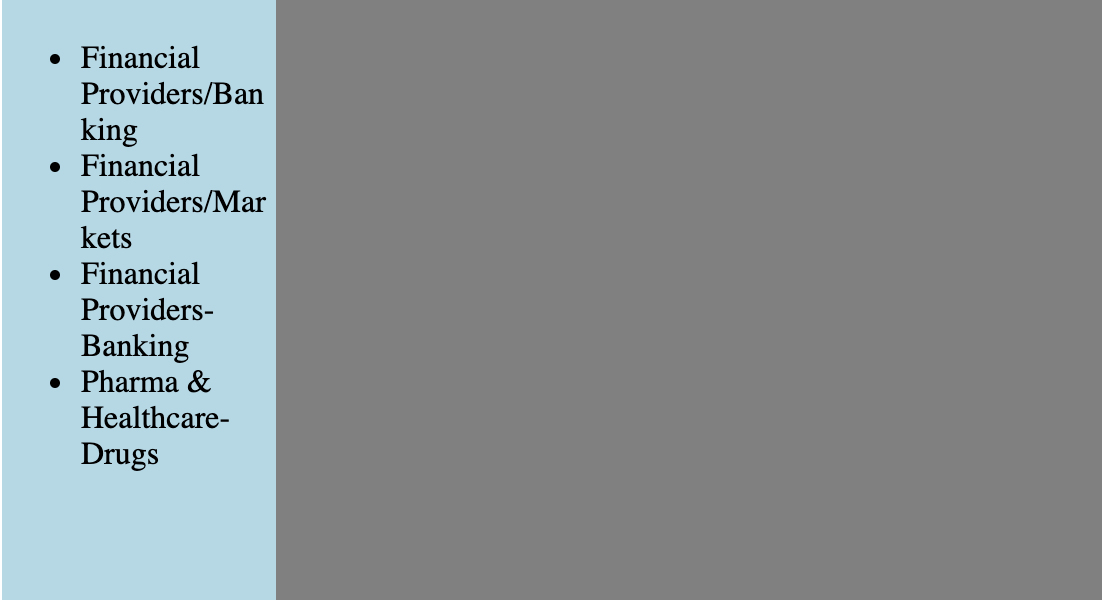 Financial
Providers/Ban
king
Financial
Providers/Mar
kets
Financial
Providers-
Banking
Pharma &
Healthcare-
Drugs